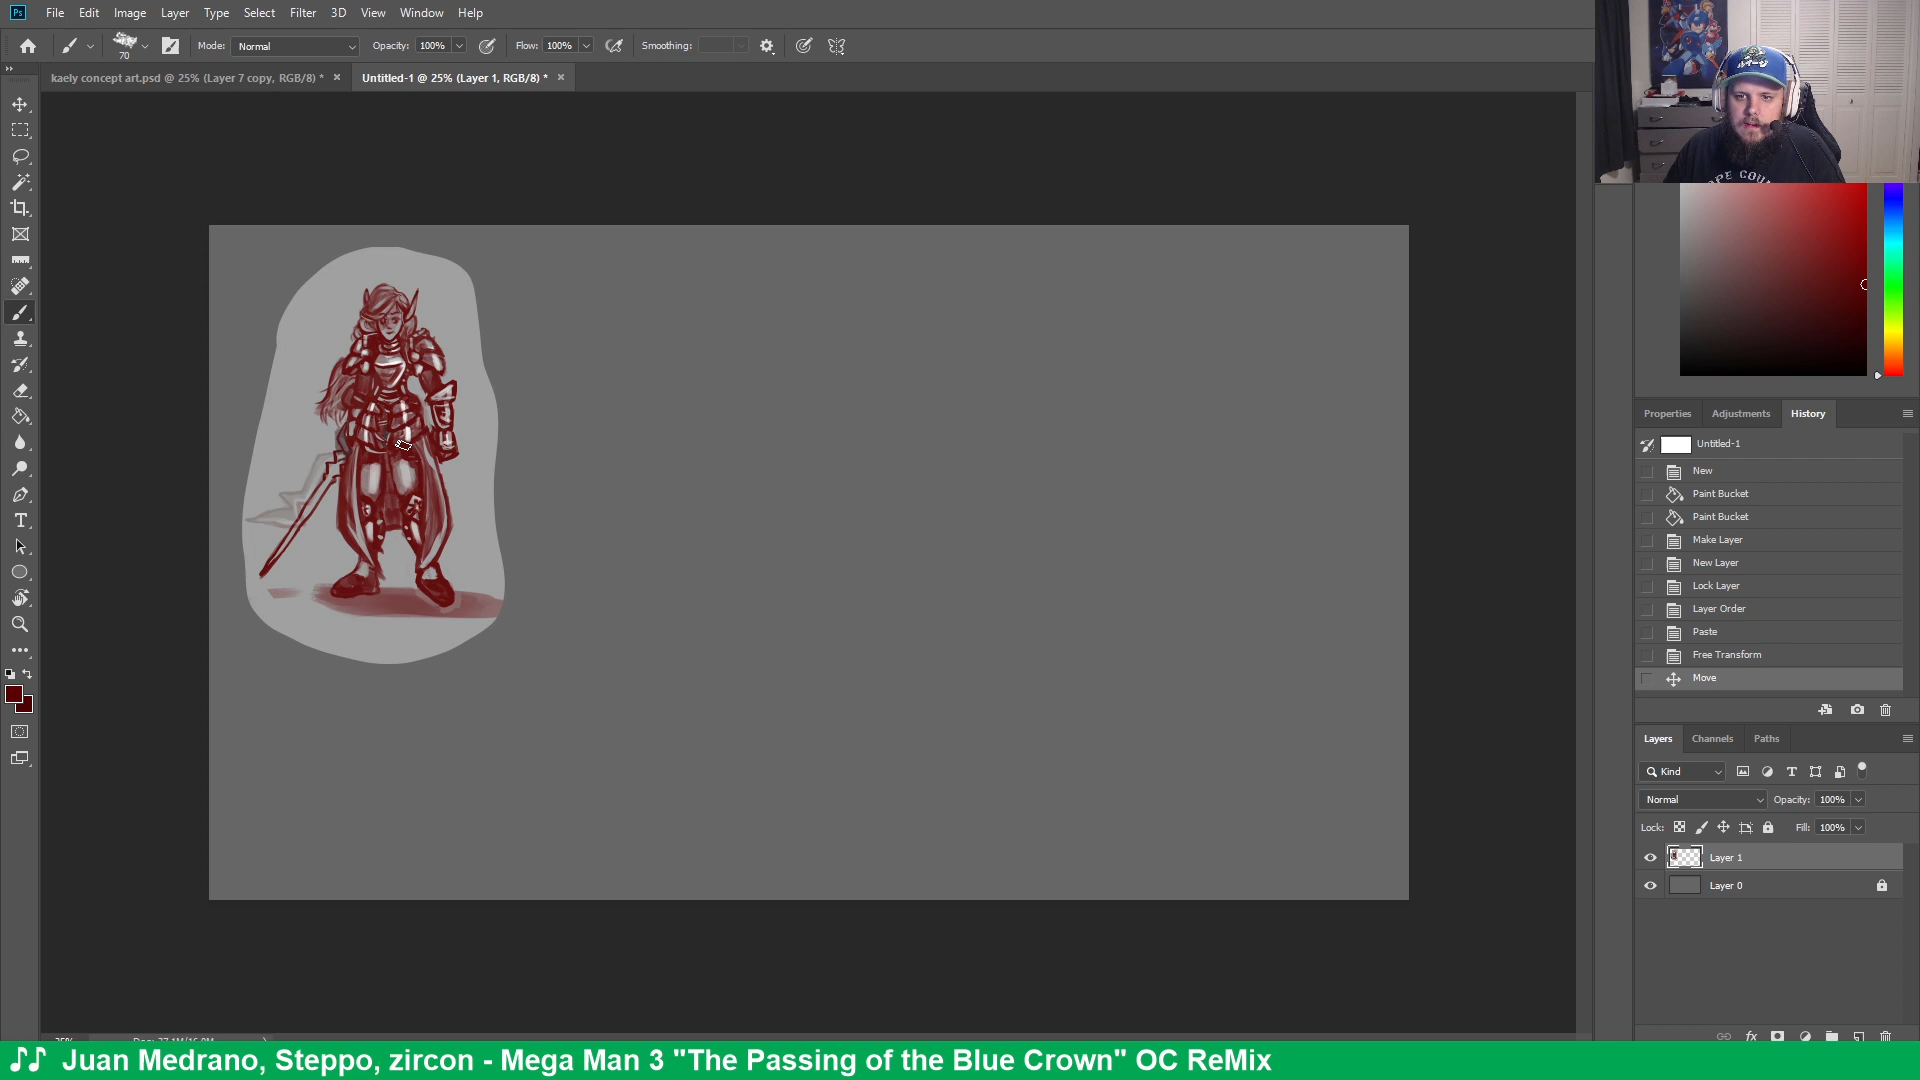 Ps File Edit Image Layer Type Select Filter 3D View Window Help
70 Mode: Normal Opacity: 100% Flow: 100% Smoothing:
kaely concept art.psd @ 25% (Layer 7 copy, RGB/8) * × Untitled-1 @ 25% (Layer 1, RGB/8) * ×
Properties Adjustments History
Untitled-1
New
Paint Bucket
Paint Bucket
Make Layer
New Layer
Lock Layer
Layer Order
Paste
Free Transform
Move
Layers Channels Paths
Kind
Normal Opacity: 100%
Lock: Fill: 100%
Layer 1
Layer 0
Juan Medrano, Steppo, zircon - Mega Man 3 "The Passing of the Blue Crown" OC ReMix